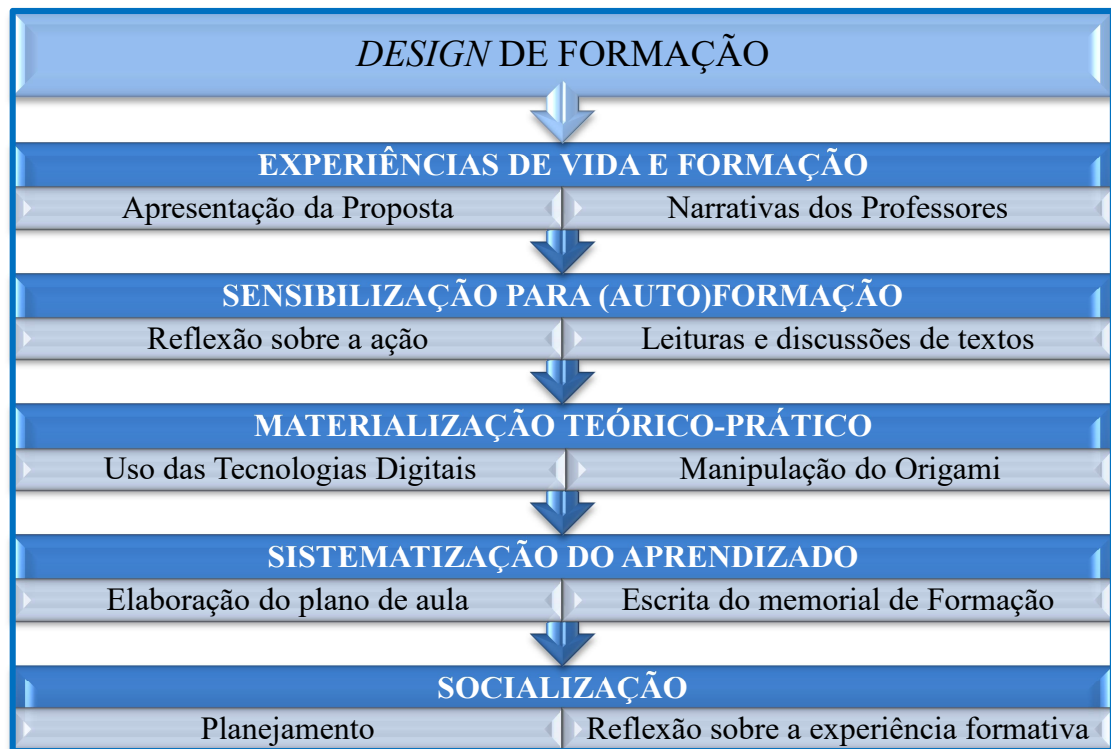 DESIGN DE FORMAÇÃO
EXPERIÊNCIAS DE VIDA E FORMAÇÃO
Apresentação da Proposta
Narrativas dos Professores
SENSIBILIZAÇÃO PARA (AUTO)FORMAÇÃO
Reflexão sobre a ação
Leituras e discussões de textos
MATERIALIZAÇÃO TEÓRICO-PRÁTICO
Uso das Tecnologias Digitais
Manipulação do Origami
SISTEMATIZAÇÃO DO APRENDIZADO
Elaboração do plano de aula
Escrita do memorial de Formação
SOCIALIZAÇÃO
Planejamento
Reflexão sobre a experiência formativa